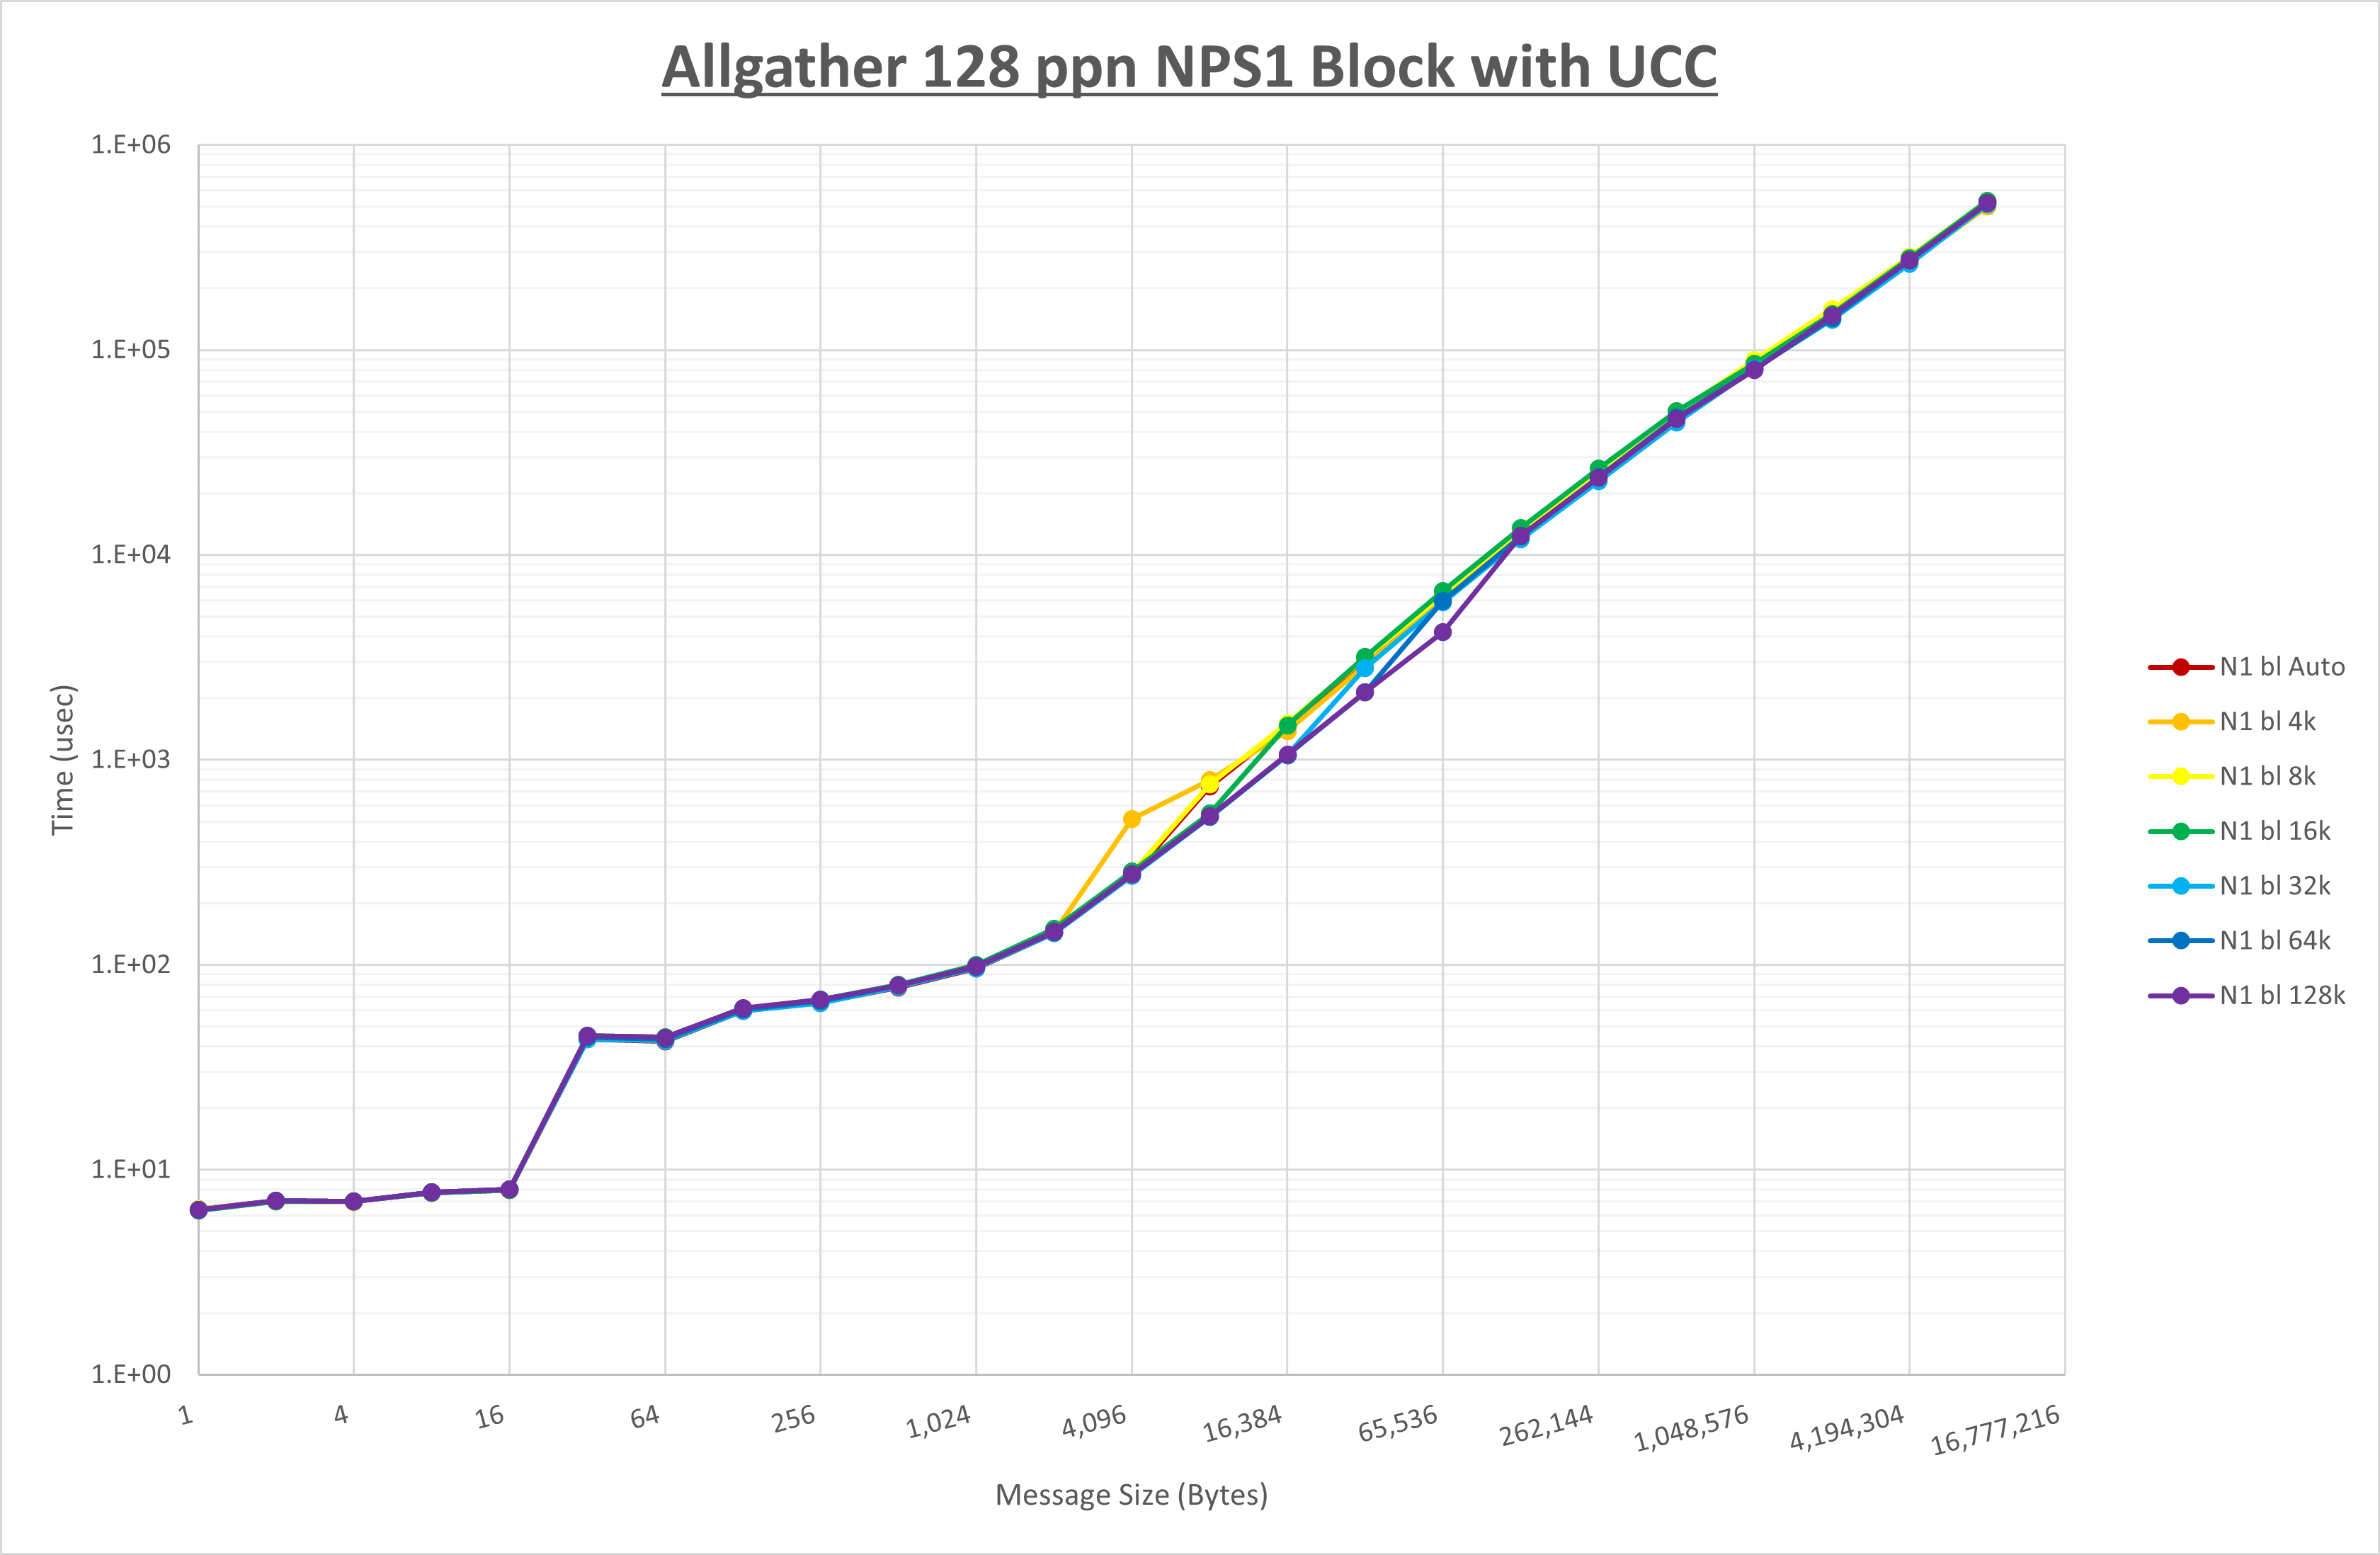 Allgather 128 ppn NPS1 Block with UCC
1.E+06
1.E+05
1.E+04
1.E+03
1.E+02
1.E+01
1.E+00
Time (usec)
1
4
16
64
256
1,024
4,096
16,384
65,536
262,144
1,048,576
4,194,304
16,777,216
Message Size (Bytes)
N1 bl Auto
N1 bl 4k
N1 bl 8k
N1 bl 16k
N1 bl 32k
N1 bl 64k
N1 bl 128k